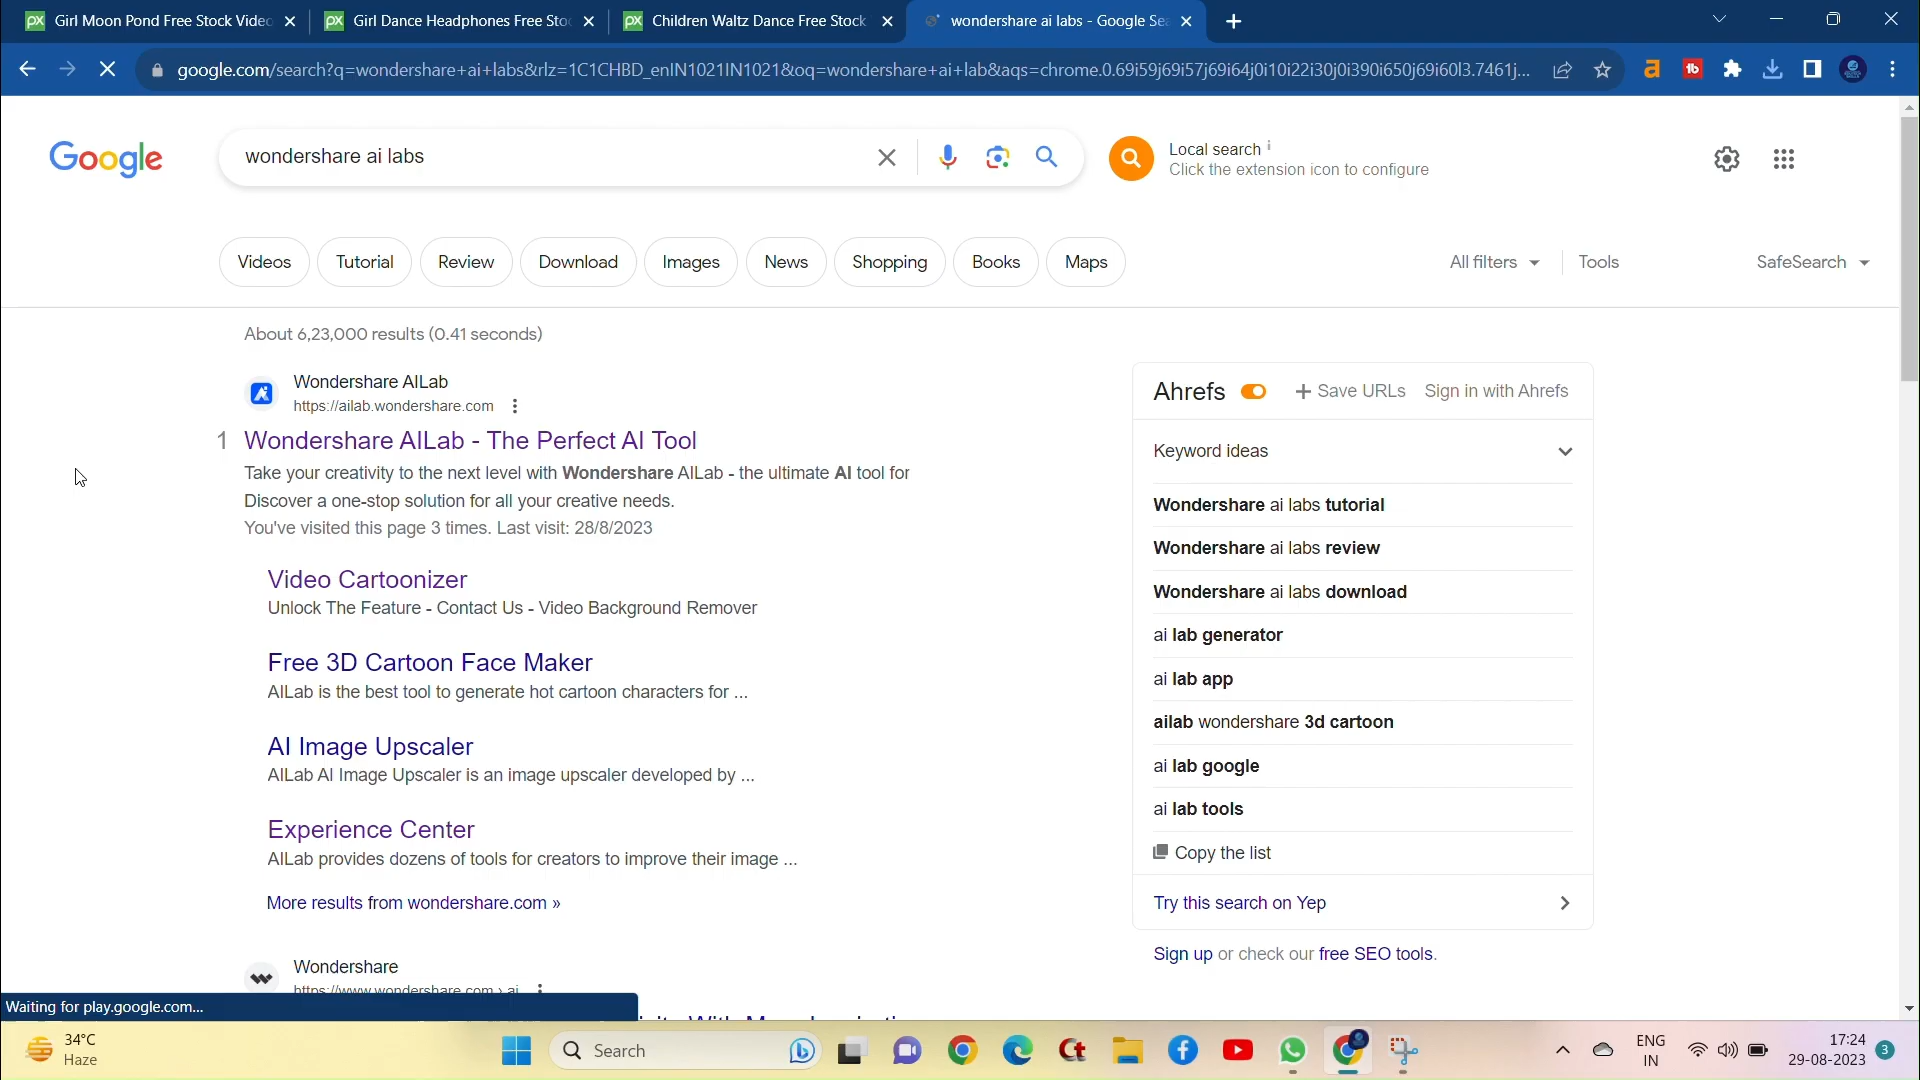 Girl Moon Pond Free Stock Video
Girl Dance Headphones Free Sto
Children Waltz Dance Free Stock
wondershare ai labs - Google Se
google.com/search?q=wondershare+ai+labs&rlz=1C1CHBD_enIN1021IN1021&oq=wondershare+ai+lab&aqs=chrome.0.69i59j69i57j69i64j0i10i22i30j0i390i650j69i60l3.7461j...
Google
wondershare ai labs
Local search
Click the extension icon to configure
Videos
Tutorial
Review
Download
Images
News
Shopping
Books
Maps
All filters
Tools
SafeSearch
About 6,23,000 results (0.41 seconds)
Wondershare AILab
https://ailab.wondershare.com
1 Wondershare AILab - The Perfect AI Tool
Take your creativity to the next level with Wondershare AILab - the ultimate AI tool for
Discover a one-stop solution for all your creative needs.
You've visited this page 3 times. Last visit: 28/8/2023
Video Cartoonizer
Unlock The Feature - Contact Us - Video Background Remover
Free 3D Cartoon Face Maker
AILab is the best tool to generate hot cartoon characters for ...
AI Image Upscaler
AILab AI Image Upscaler is an image upscaler developed by ...
Experience Center
AILab provides dozens of tools for creators to improve their image ...
More results from wondershare.com »
Wondershare
https://www.wondershare.com › ai
Ahrefs
+ Save URLs
Sign in with Ahrefs
Keyword ideas
Wondershare ai labs tutorial
Wondershare ai labs review
Wondershare ai labs download
ai lab generator
ai lab app
ailab wondershare 3d cartoon
ai lab google
ai lab tools
Copy the list
Try this search on Yep
Sign up or check our free SEO tools.
Waiting for play.google.com...
34°C
Haze
Search
ENG
IN
17:24
29-08-2023
3